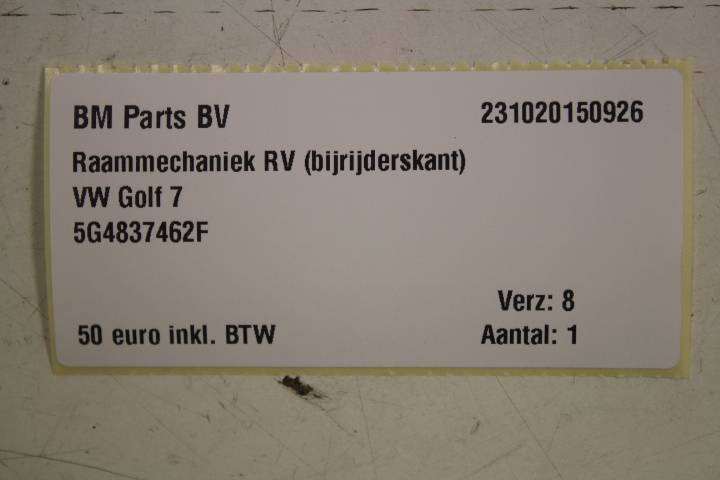 BM Parts BV 231020150926
Raammechaniek RV (bijrijderskant)
VW Golf 7
5G4837462F
Verz: 8
50 euro inkl. BTW Aantal: 1